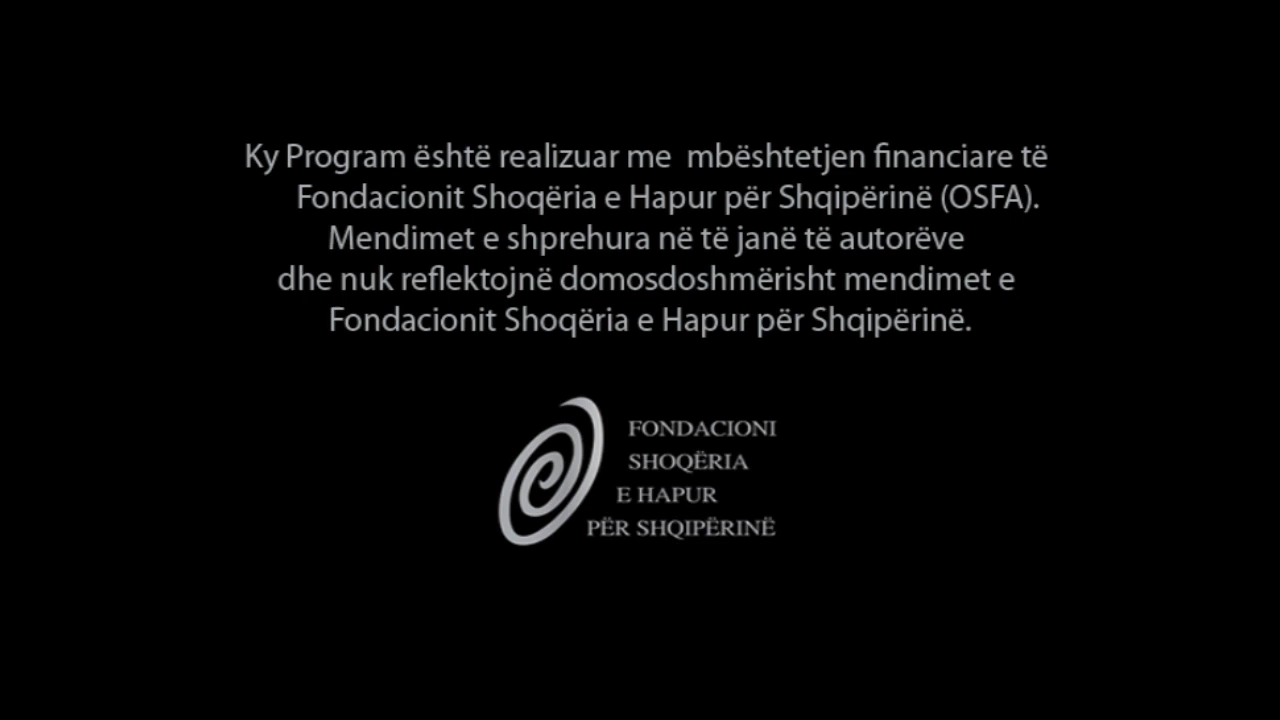 Ky Program është realizuar me  mbështetjen financiare të
Fondacionit Shoqëria e Hapur për Shqipërinë (OSFA).
Mendimet e shprehura në të janë të autorëve
dhe nuk reflektojnë domosdoshmërisht mendimet e
Fondacionit Shoqëria e Hapur për Shqipërinë.
FONDACIONI
SHOQËRIA
E HAPUR
PËR SHQIPËRINË